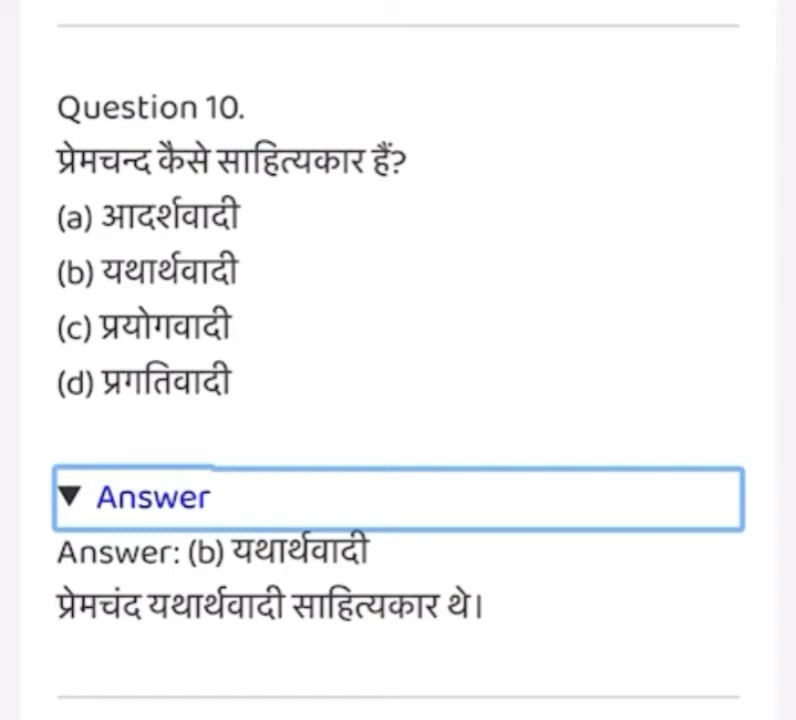 Question 10.
प्रेमचन्द कैसे साहित्यकार हैं?
(a) आदर्शवादी
(b) यथार्थवादी
(c) प्रयोगवादी
(d) प्रगतिवादी
▼ Answer
Answer: (b) यथार्थवादी
प्रेमचंद यथार्थवादी साहित्यकार थे।